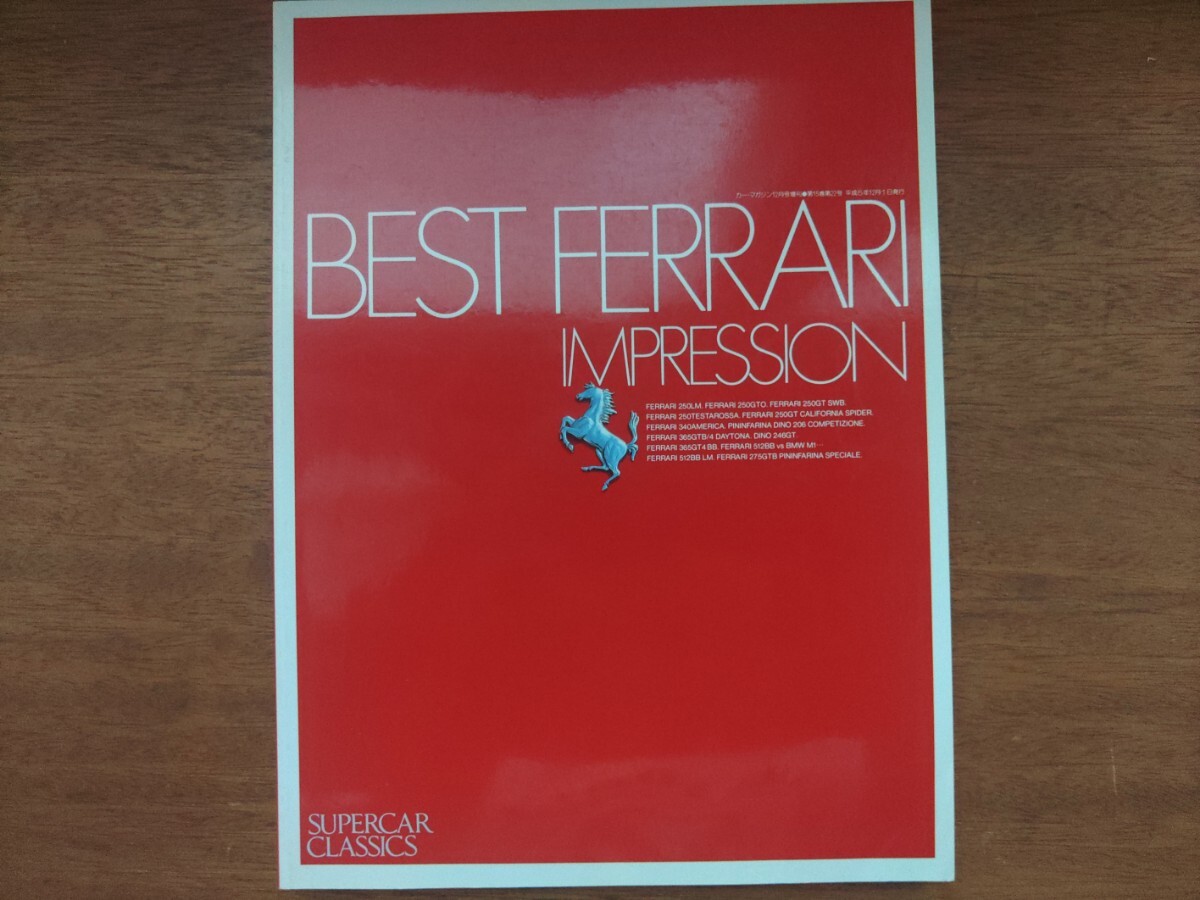 カー・マガジン12月号増刊●第15巻第22号 平成5年12月1日発行
BEST FERRARI
IMPRESSION
FERRARI 250LM. FERRARI 250GTO. FERRARI 250GT SWB.
FERRARI 250TESTAROSSA. FERRARI 250GT CALIFORNIA SPIDER.
FERRARI 340AMERICA. PININFARINA DINO 206 COMPETIZIONE.
FERRARI 365GTB/4 DAYTONA. DINO 246GT.
FERRARI 365GT4 BB. FERRARI 512BB vs BMW M1…
FERRARI 512BB LM. FERRARI 275GTB PININFARINA SPECIALE.
SUPERCAR
CLASSICS